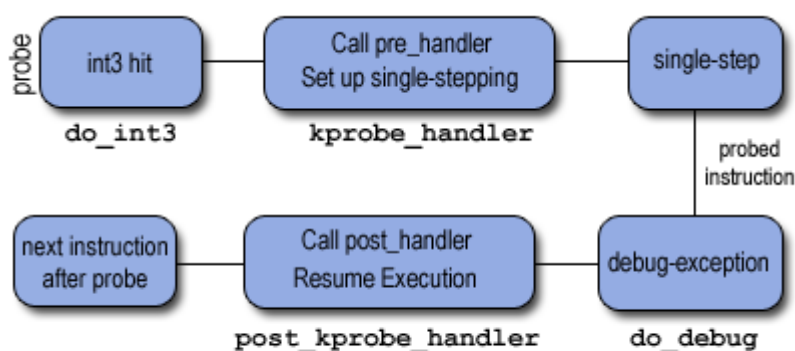 probe
int3 hit
do_int3
Call pre_handler
Set up single-stepping
kprobe_handler
single-step
probed
instruction
next instruction
after probe
Call post_handler
Resume Execution
post_kprobe_handler
debug-exception
do_debug